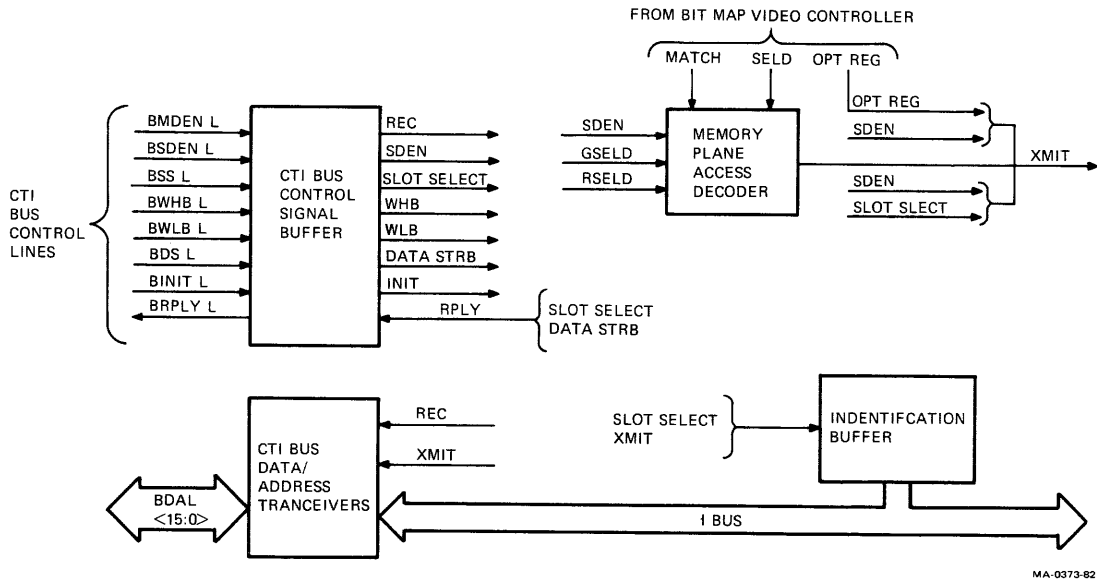 FROM BIT MAP VIDEO CONTROLLER
MATCH SELD OPT REG
CTI
BUS
CONTROL
LINES
BMDEN L
BSDEN L
BSS L
BWHB L
BWLB L
BDS L
BINIT L
BRPLY L
CTI BUS
CONTROL
SIGNAL
BUFFER
REC
SDEN
SLOT SELECT
WHB
WLB
DATA STRB
INIT
RPLY
SLOT SELECT
DATA STRB
SDEN
GSELD
RSELD
MEMORY
PLANE
ACCESS
DECODER
OPT REG
SDEN
XMIT
SDEN
SLOT SLECT
BDAL
<15:0>
CTI BUS
DATA/
ADDRESS
TRANCEIVERS
REC
XMIT
SLOT SELECT
XMIT
INDENTIFCATION
BUFFER
I BUS
MA-0373-82